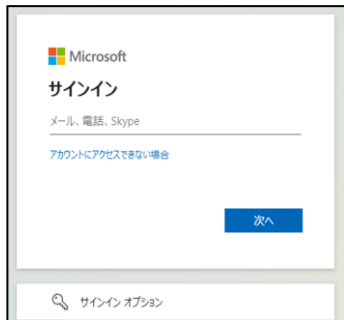 Microsoft
サインイン
メール、電話、Skype
アカウントにアクセスできない場合
次へ
サインイン オプション